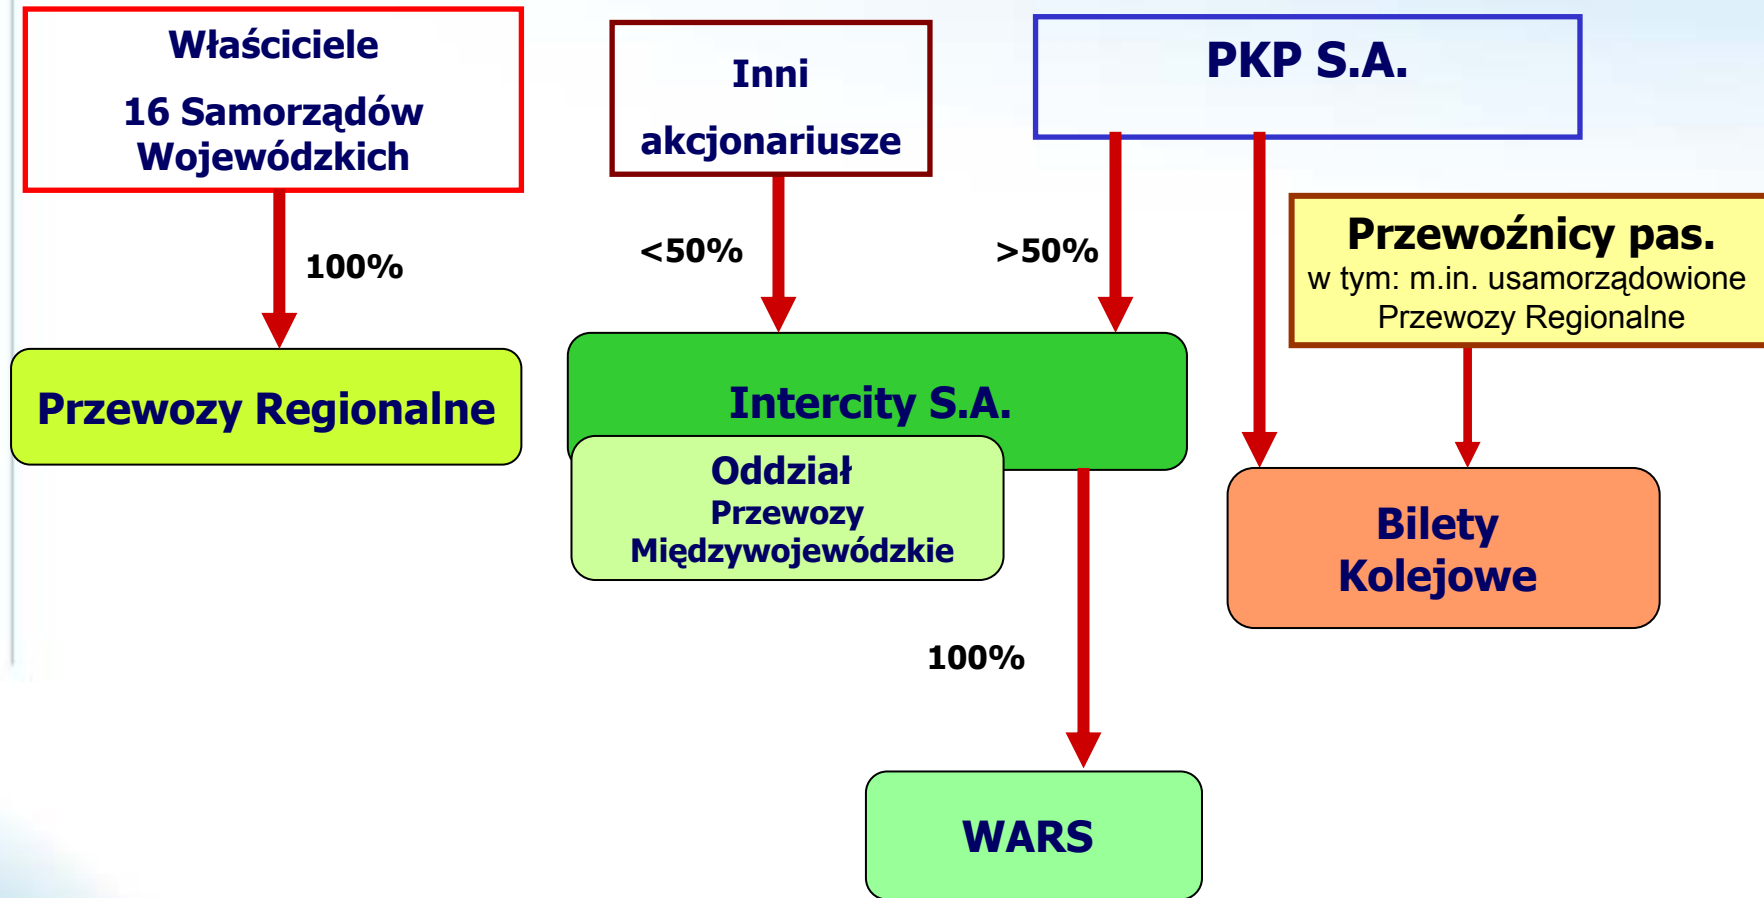 Właściciele
16 Samorządów
Wojewódzkich
Inni
akcjonariusze
PKP S.A.
100%
<50%
>50%
Przewoźnicy pas.
w tym: m.in. usamorządowione
Przewozy Regionalne
Przewozy Regionalne
Intercity S.A.
Oddział
Przewozy
Międzywojewódzkie
Bilety
Kolejowe
100%
WARS